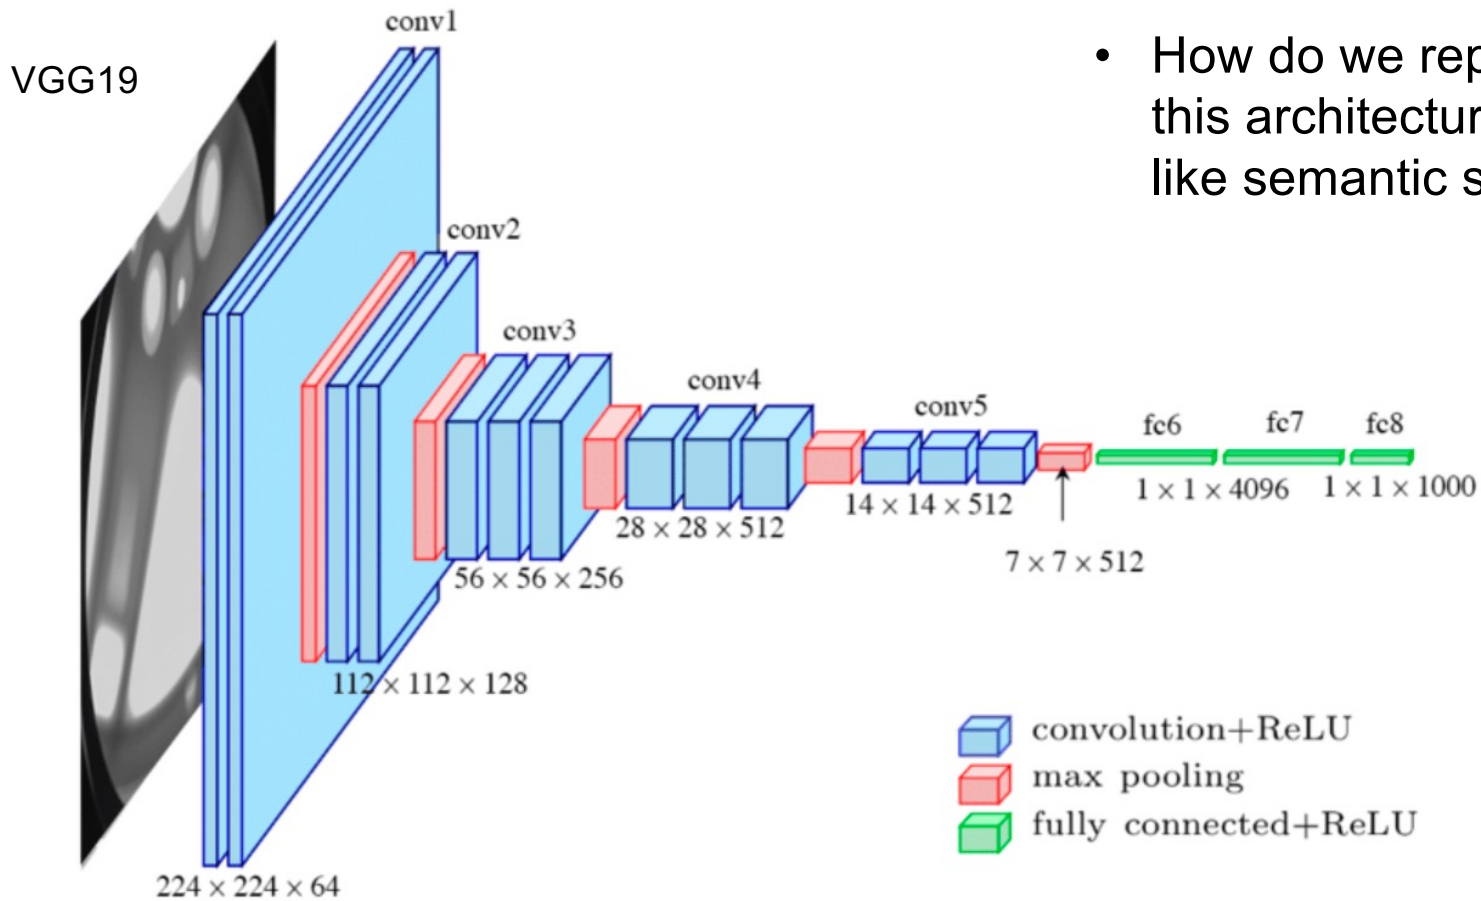 VGG19
conv1
• How do we rep
this architectur
like semantic s
conv2
conv3
conv4
conv5
fc6
fc7
fc8
1 × 1 × 4096
1 × 1 × 1000
14 × 14 × 512
28 × 28 × 512
7 × 7 × 512
56 × 56 × 256
112 × 112 × 128
224 × 224 × 64
convolution+ReLU
max pooling
fully connected+ReLU